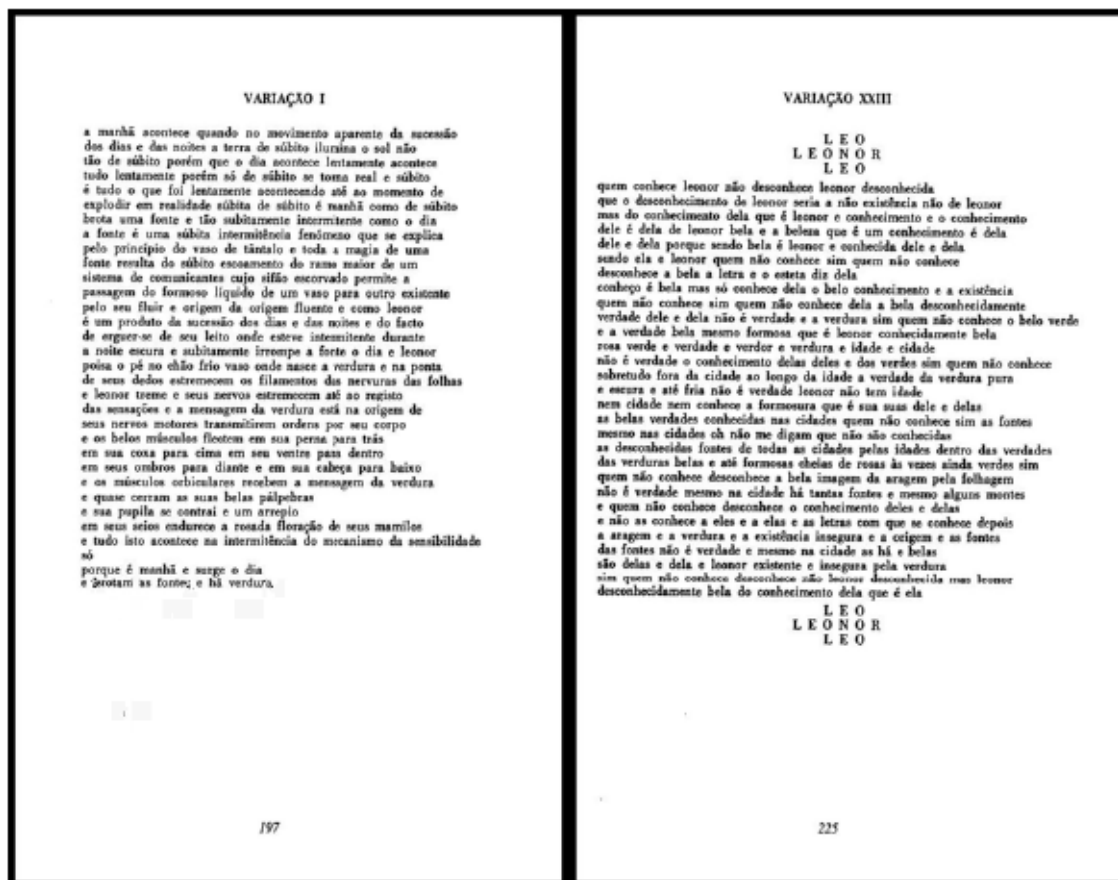 VARIAÇÃO I
a manhã acontece quando no movimento aparente da sucessão
dos dias e das noites a terra de súbito ilumina o sol não
tão de súbito porém que o dia acontece lentamente acontece
tudo lentamente porém só de súbito se torna real e súbito
é tudo o que foi lentamente acontecendo até ao momento de
explodir em realidade súbita de súbito é manhã como de súbito
brota uma fonte e tão subitamente intermitente como o dia
a fonte é uma súbita intermitência fenómeno que se explica
pelo princípio do vaso de tântalo e toda a magia de uma
fonte resulta do súbito escoamento do ramo maior de um
sistema de comunicantes cujo sifão escorvado permite a
passagem do formoso líquido de um vaso para outro existente
pelo seu fluir e origem da origem fluente e como leonor
é um produto da sucessão dos dias e das noites e do facto
de erguer-se de seu leito onde esteve intermitente durante
a noite escura e subitamente irrompe a fonte o dia e leonor
poisa o pé no chão frio vaso onde nasce a verdura e na ponta
de seus dedos estremecem os filamentos das nervuras das folhas
e leonor treme e seus nervos estremecem até ao registo
das sensações e a mensagem da verdura está na origem de
seus nervos motores transmitirem ordens por seu corpo
e os belos músculos flectem em sua perna para trás
em sua coxa para cima em seu ventre para dentro
em seus ombros para diante e em sua cabeça para baixo
e os músculos orbiculares recebem a mensagem da verdura
e quase cerram as suas belas pálpebras
e sua pupila se contrai e um arrepio
em seus seios endurece a rosada floração de seus mamilos
e tudo isto acontece na intermitência do mecanismo da sensibilidade
só
porque é manhã e surge o dia
e brotam as fontes e há verdura
197
VARIAÇÃO XXIII
LEO
LEONOR
LEO
quem conhece leonor não desconhece leonor desconhecida
que o desconhecimento de leonor seria a não existência não de leonor
mas do conhecimento dela que é leonor e conhecimento e o conhecimento
dele é dela de leonor bela e a beleza que é um conhecimento é dela
dele e dela porque sendo bela é leonor e conhecida dele e dela
sendo ela e leonor quem não conhece sim quem não conhece
desconhece a bela a letra e o esteta diz dela
conheço é bela mas só conhece dela o belo conhecimento e a existência
quem não conhece sim quem não conhece dela a bela desconhecidamente
verdade dele e dela não é verdade e a verdura sim quem não conhece o belo verde
e a verdade bela mesmo formosa que é leonor conhecidamente bela
rosa verde e verdade e verdor e verdura e idade e cidade
não é verdade o conhecimento delas deles e dos verdes sim quem não conhece
sobretudo fora da cidade ao longo da idade a verdade da verdura pura
e escura e até fria não é verdade leonor não tem idade
nem cidade nem conhece a formosura que é sua suas dele e delas
as belas verdades conhecidas nas cidades quem não conhece sim as fontes
mesmo nas cidades oh não me digam que não são conhecidas
as desconhecidas fontes de todas as cidades pelas idades dentro das verdades
das verduras belas e até formosas cheias de rosas às vezes ainda verdes sim
quem não conhece desconhece a bela imagem da aragem pela folhagem
não é verdade mesmo na cidade há tantas fontes e mesmo alguns montes
e quem não conhece desconhece o conhecimento deles e delas
e não as conhece a eles e a elas e as letras com que se conhece depois
a aragem e a verdura e a existência insegura e a origem e as fontes
das fontes não é verdade e mesmo na cidade as há e belas
são delas e dela e leonor existente e insegura pela verdura
sim quem não conhece desconhece não leonor desconhecida mas leonor
desconhecidamente bela do conhecimento dela que é ela
LEO
LEONOR
LEO
225